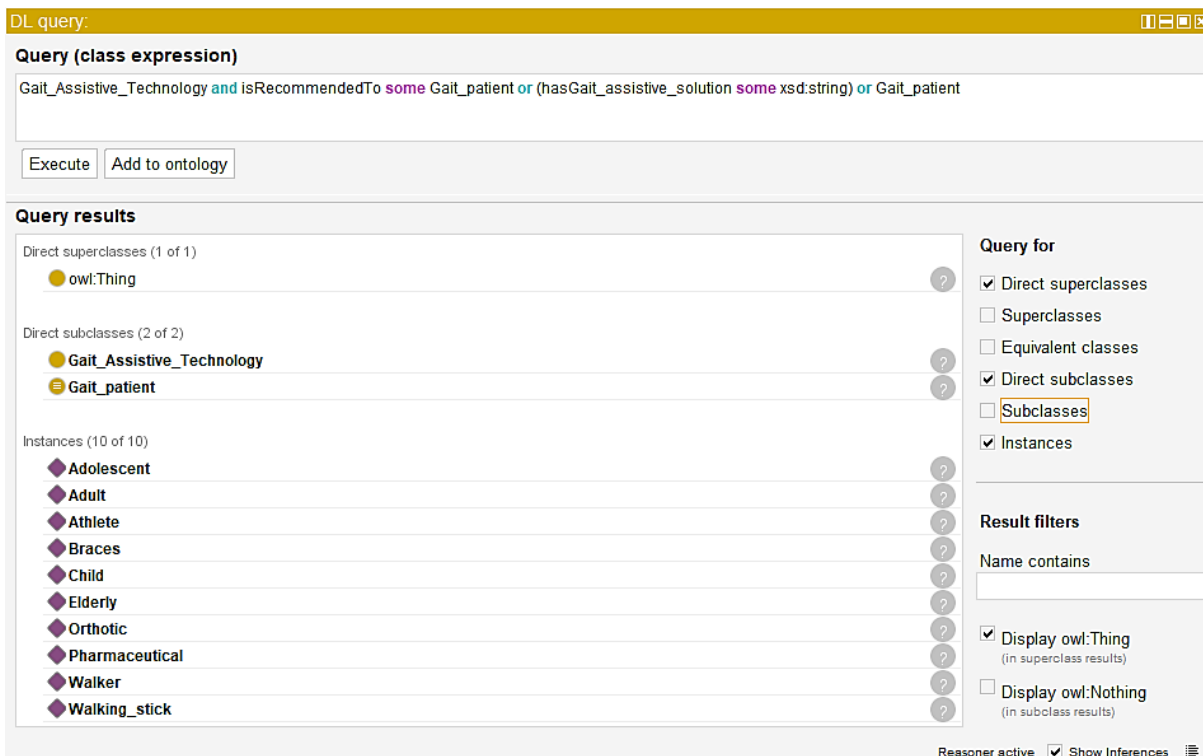 DL query:
Query (class expression)
Gait_Assistive_Technology and isRecommendedTo some Gait_patient or (hasGait_assistive_solution some xsd:string) or Gait_patient
Execute Add to ontology
Query results
Direct superclasses (1 of 1)
owl:Thing
?
Direct subclasses (2 of 2)
Gait_Assistive_Technology
?
Gait_patient
?
Instances (10 of 10)
Adolescent
?
Adult
?
Athlete
?
Braces
?
Child
?
Elderly
?
Orthotic
?
Pharmaceutical
?
Walker
?
Walking_stick
?
Query for
Direct superclasses
Superclasses
Equivalent classes
Direct subclasses
Subclasses
Instances
Result filters
Name contains
Display owl:Thing
(in superclass results)
Display owl:Nothing
(in subclass results)
Reasoner active Show Inferences